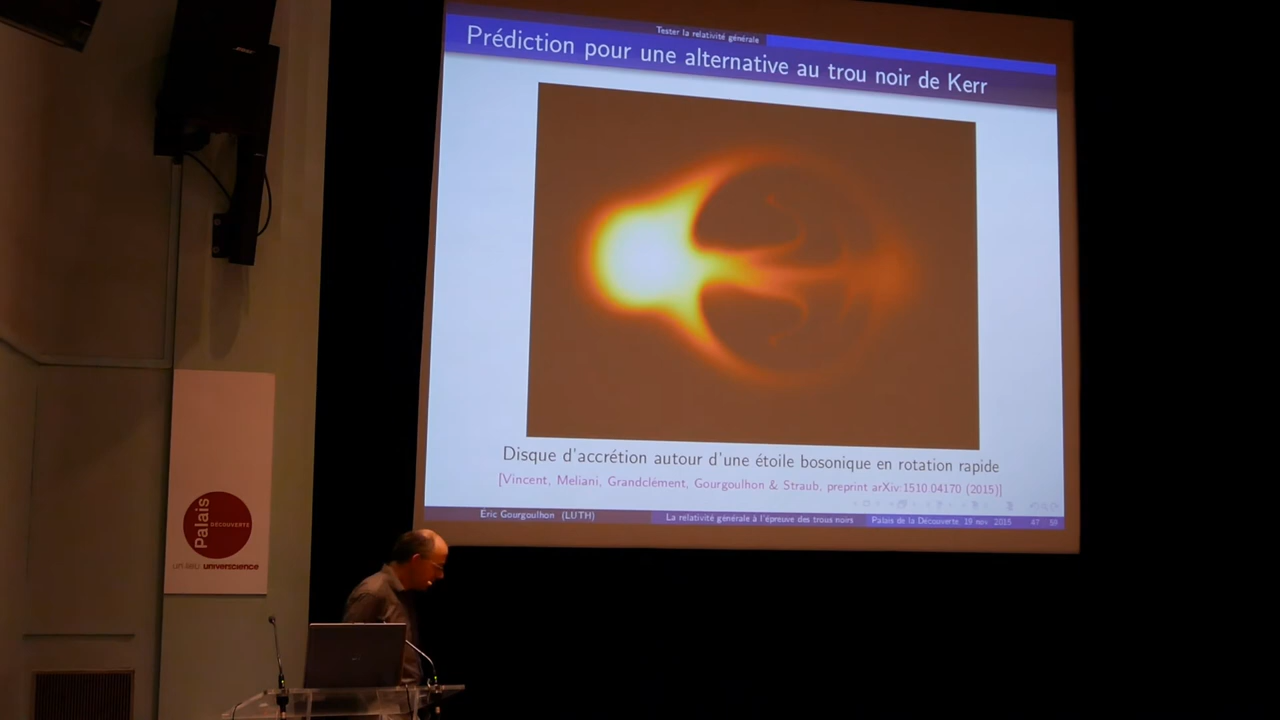 Tester la relativité générale
Prédiction pour une alternative au trou noir de Kerr
Disque d'accrétion autour d'une étoile bosonique en rotation rapide
[Vincent, Meliani, Grandclément, Gourgoulhon & Straub, preprint arXiv:1510.04170 (2015)]
Éric Gourgoulhon (LUTH)
La relativité générale à l'épreuve des trous noirs
Palais de la Découverte, 19 nov. 2015
47 59
Palais
DÉCOUVERTE
universcience